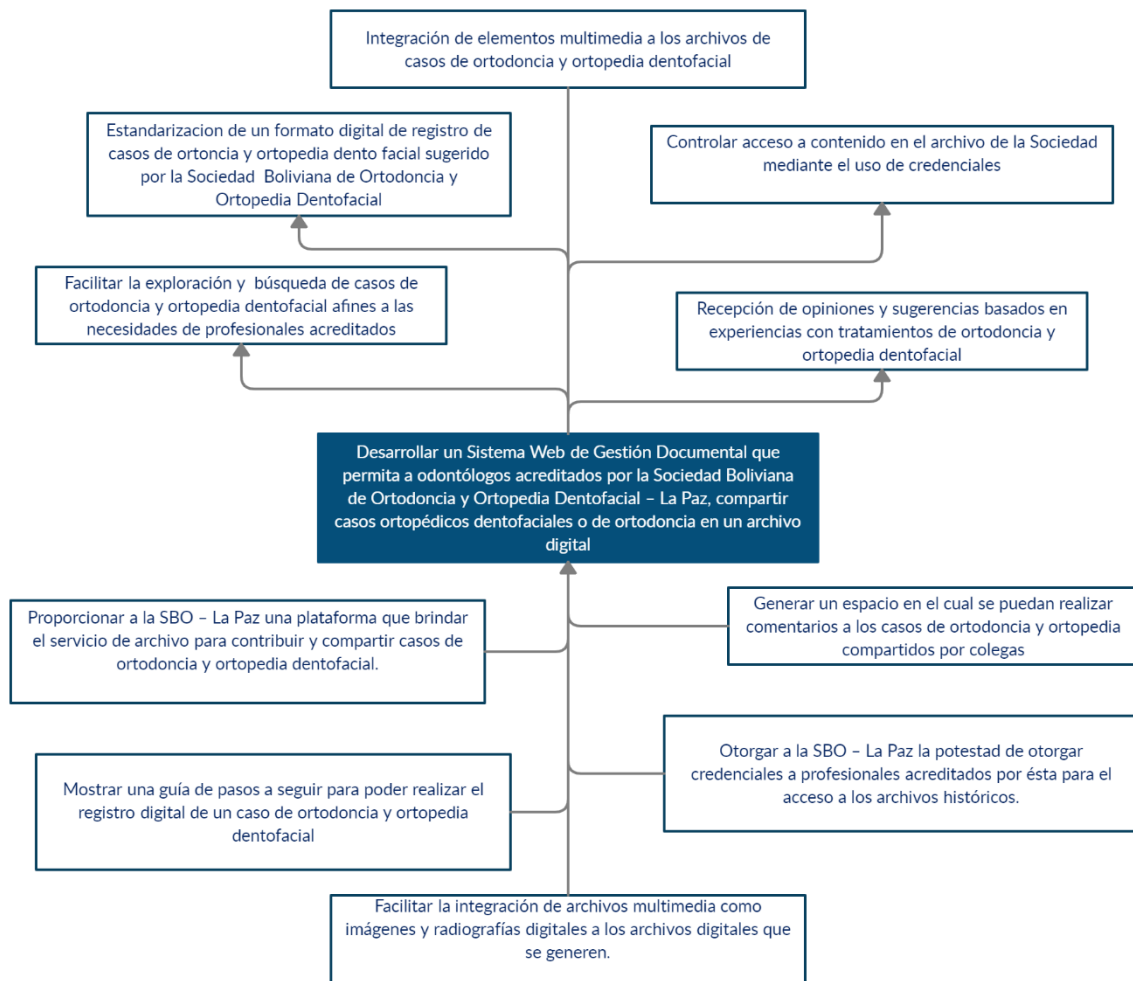 Integración de elementos multimedia a los archivos de
casos de ortodoncia y ortopedia dentofacial
Estandarizacion de un formato digital de registro de
casos de ortoncia y ortopedia dento facial sugerido
por la Sociedad Boliviana de Ortodoncia y
Ortopedia Dentofacial
Controlar acceso a contenido en el archivo de la Sociedad
mediante el uso de credenciales
Facilitar la exploración y búsqueda de casos de
ortodoncia y ortopedia dentofacial afines a las
necesidades de profesionales acreditados
Recepción de opiniones y sugerencias basados en
experiencias con tratamientos de ortodoncia y
ortopedia dentofacial
Desarrollar un Sistema Web de Gestión Documental que
permita a odontólogos acreditados por la Sociedad Boliviana
de Ortodoncia y Ortopedia Dentofacial – La Paz, compartir
casos ortopédicos dentofaciales o de ortodoncia en un archivo
digital
Proporcionar a la SBO – La Paz una plataforma que brindar
el servicio de archivo para contribuir y compartir casos de
ortodoncia y ortopedia dentofacial.
Generar un espacio en el cual se puedan realizar
comentarios a los casos de ortodoncia y ortopedia
compartidos por colegas
Otorgar a la SBO – La Paz la potestad de otorgar
credenciales a profesionales acreditados por ésta para el
acceso a los archivos históricos.
Mostrar una guía de pasos a seguir para poder realizar el
registro digital de un caso de ortodoncia y ortopedia
dentofacial
Facilitar la integración de archivos multimedia como
imágenes y radiografías digitales a los archivos digitales que
se generen.